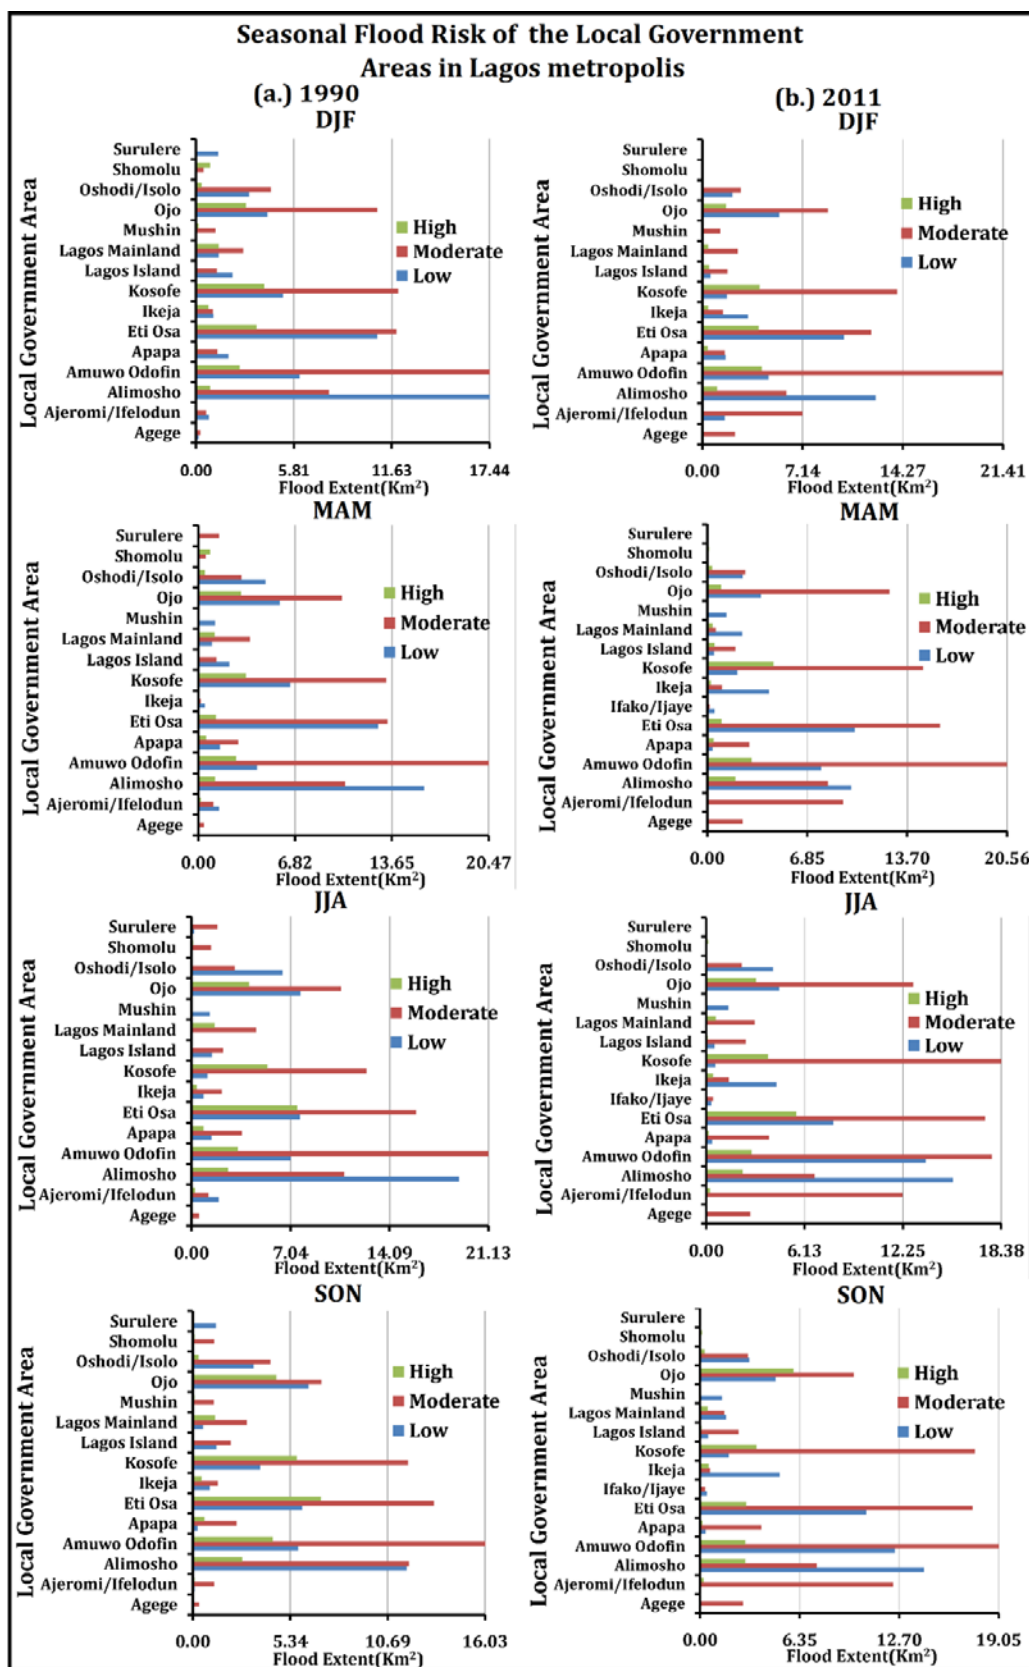 Seasonal Flood Risk of the Local Government
Areas in Lagos metropolis
(a.) 1990
DJF
Local Government Area
Surulere
Shomolu
Oshodi/Isolo
Ojo
Mushin
Lagos Mainland
Lagos Island
Kosofe
Ikeja
Eti Osa
Apapa
Amuwo Odofin
Alimosho
Ajeromi/Ifelodun
Agege
High
Moderate
Low
0.00 5.81 11.63 17.44
Flood Extent(Km²)
MAM
Local Government Area
Surulere
Shomolu
Oshodi/Isolo
Ojo
Mushin
Lagos Mainland
Lagos Island
Kosofe
Ikeja
Eti Osa
Apapa
Amuwo Odofin
Alimosho
Ajeromi/Ifelodun
Agege
High
Moderate
Low
0.00 6.82 13.65 20.47
Flood Extent(Km²)
JJA
Local Government Area
Surulere
Shomolu
Oshodi/Isolo
Ojo
Mushin
Lagos Mainland
Lagos Island
Kosofe
Ikeja
Eti Osa
Apapa
Amuwo Odofin
Alimosho
Ajeromi/Ifelodun
Agege
High
Moderate
Low
0.00 7.04 14.09 21.13
Flood Extent(Km²)
SON
Local Government Area
Surulere
Shomolu
Oshodi/Isolo
Ojo
Mushin
Lagos Mainland
Lagos Island
Kosofe
Ikeja
Eti Osa
Apapa
Amuwo Odofin
Alimosho
Ajeromi/Ifelodun
Agege
High
Moderate
Low
0.00 5.34 10.69 16.03
Flood Extent(Km²)
(b.) 2011
DJF
Local Government Area
Surulere
Shomolu
Oshodi/Isolo
Ojo
Mushin
Lagos Mainland
Lagos Island
Kosofe
Ikeja
Eti Osa
Apapa
Amuwo Odofin
Alimosho
Ajeromi/Ifelodun
Agege
High
Moderate
Low
0.00 7.14 14.27 21.41
Flood Extent(Km²)
MAM
Local Government Area
Surulere
Shomolu
Oshodi/Isolo
Ojo
Mushin
Lagos Mainland
Lagos Island
Kosofe
Ikeja
Ifako/Ijaye
Eti Osa
Apapa
Amuwo Odofin
Alimosho
Ajeromi/Ifelodun
Agege
High
Moderate
Low
0.00 6.85 13.70 20.56
Flood Extent(Km²)
JJA
Local Government Area
Surulere
Shomolu
Oshodi/Isolo
Ojo
Mushin
Lagos Mainland
Lagos Island
Kosofe
Ikeja
Ifako/Ijaye
Eti Osa
Apapa
Amuwo Odofin
Alimosho
Ajeromi/Ifelodun
Agege
High
Moderate
Low
0.00 6.13 12.25 18.38
Flood Extent(Km²)
SON
Local Government Area
Surulere
Shomolu
Oshodi/Isolo
Ojo
Mushin
Lagos Mainland
Lagos Island
Kosofe
Ikeja
Ifako/Ijaye
Eti Osa
Apapa
Amuwo Odofin
Alimosho
Ajeromi/Ifelodun
Agege
High
Moderate
Low
0.00 6.35 12.70 19.05
Flood Extent(Km²)